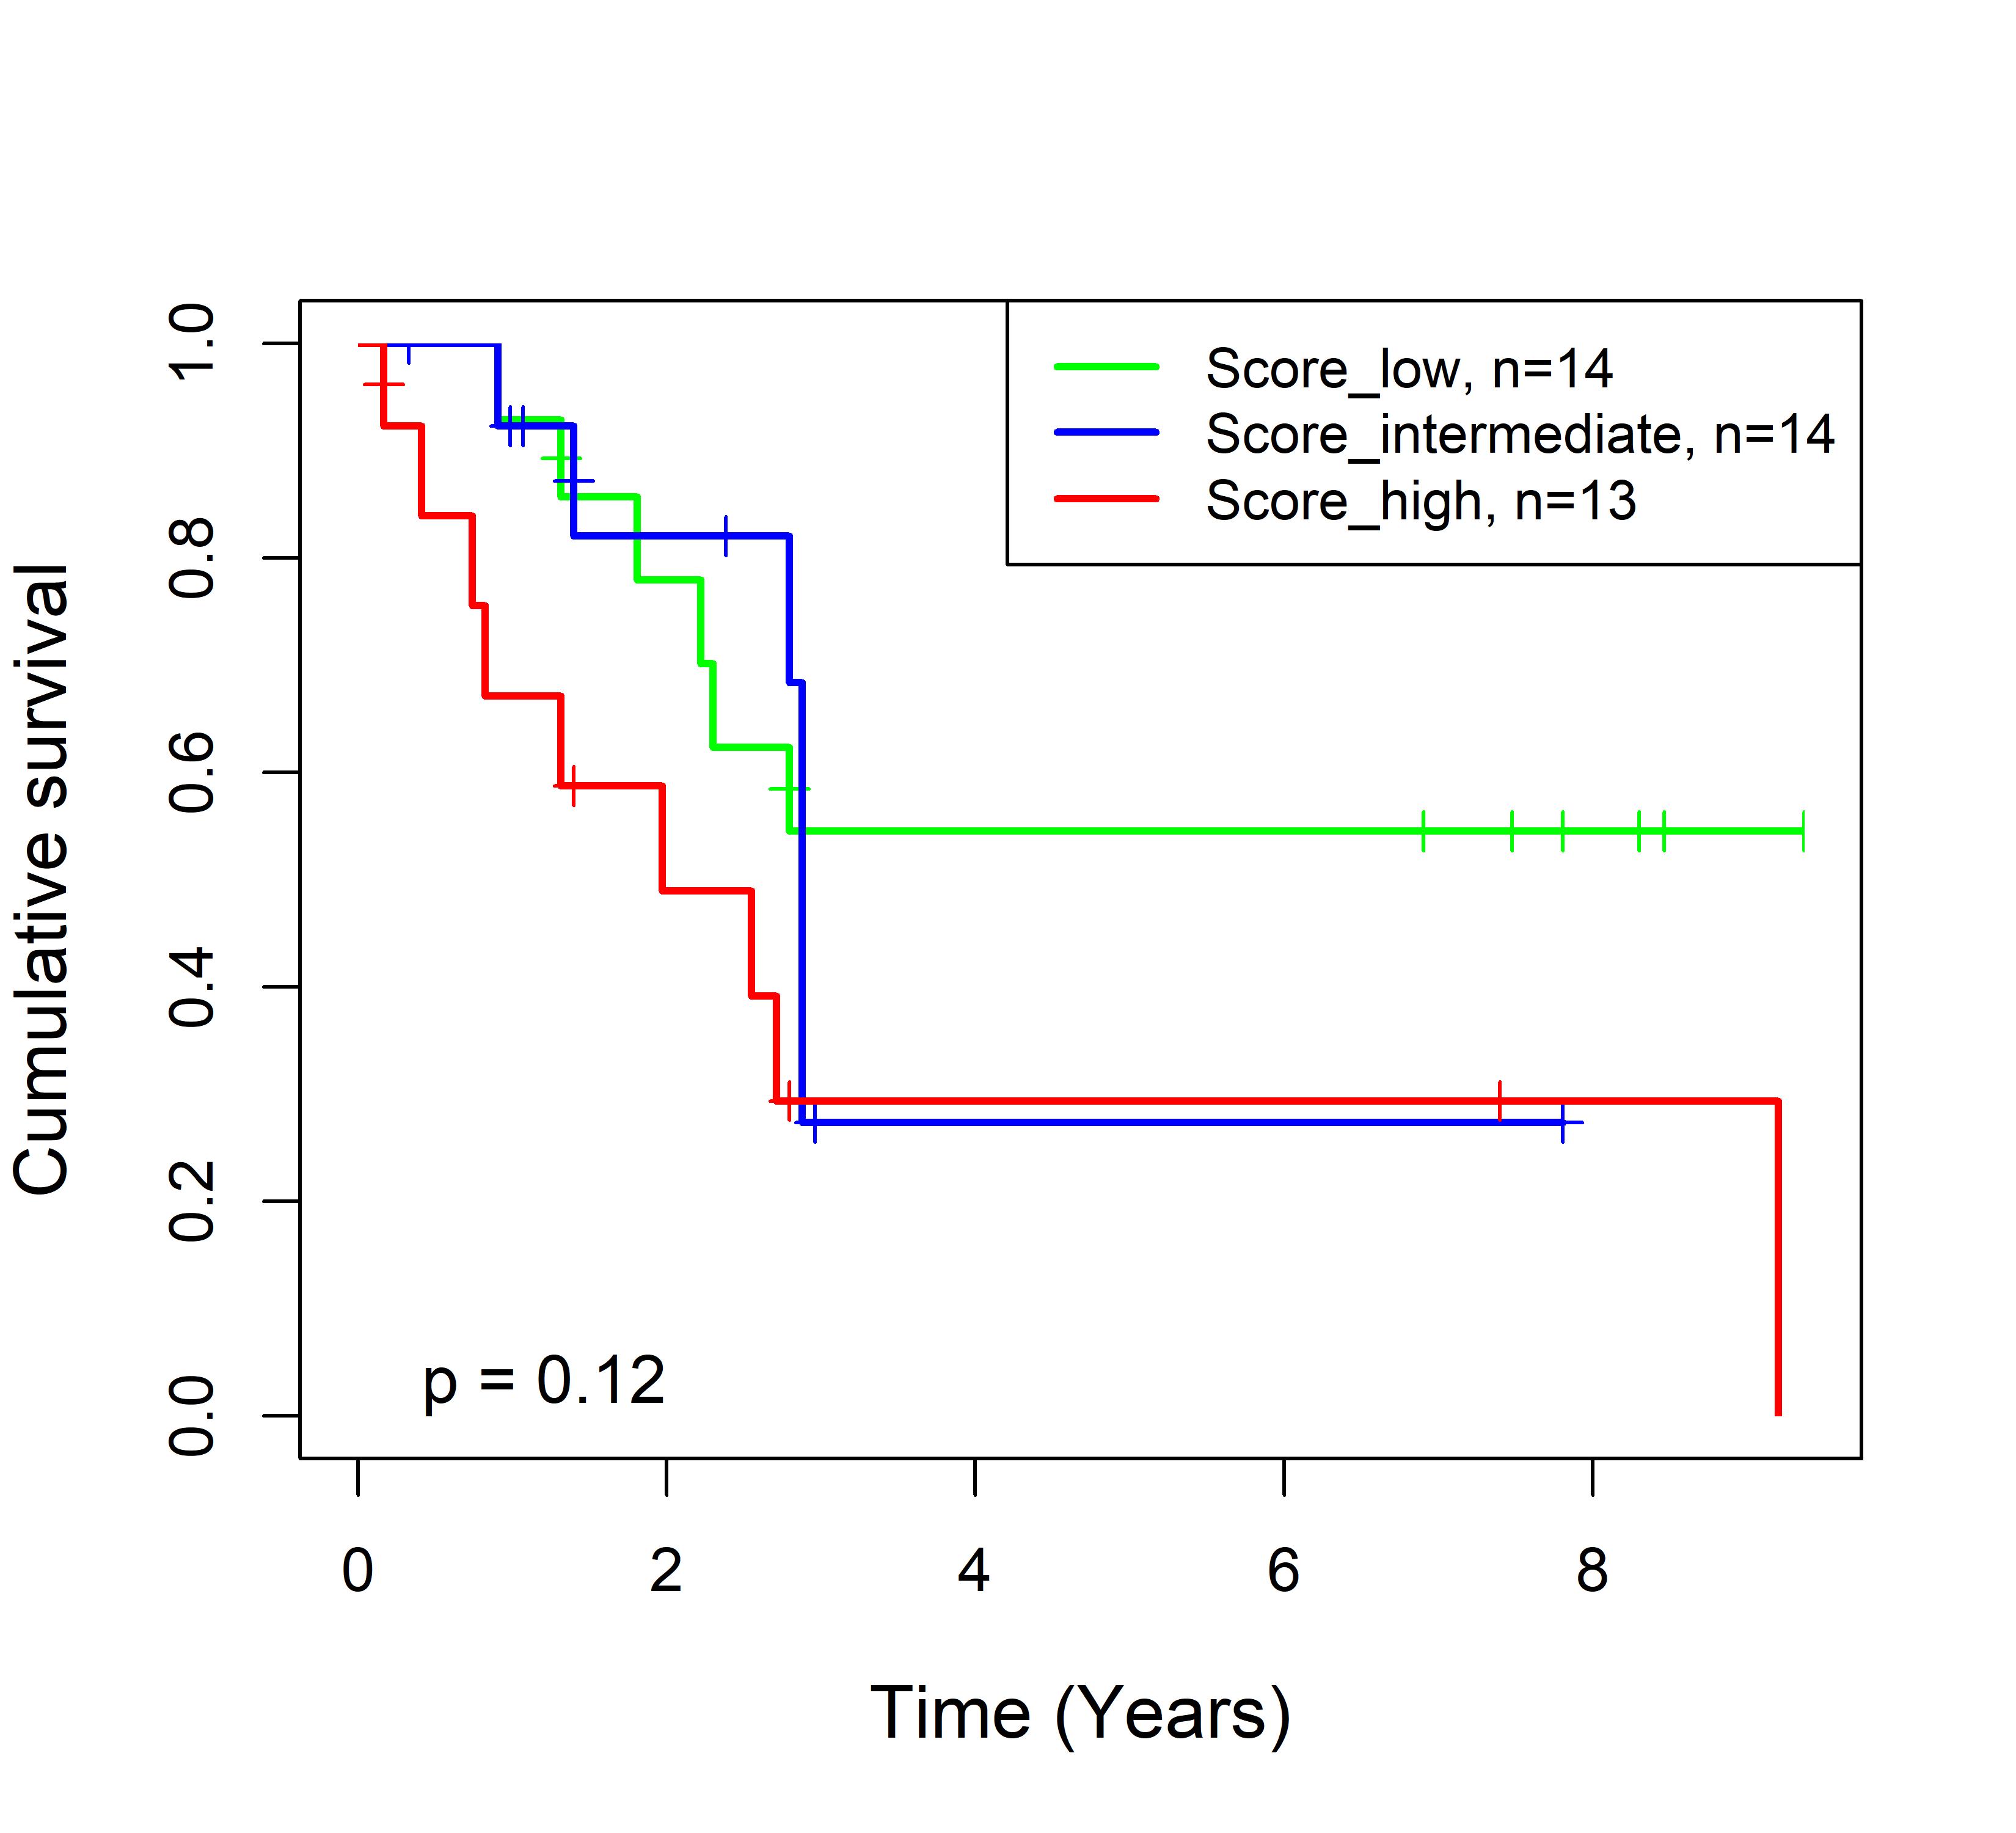 Cumulative survival
1.0
0.8
0.6
0.4
0.2
0.0
Score_low, n=14
Score_intermediate, n=14
Score_high, n=13
p = 0.12
0 2 4 6 8
Time (Years)